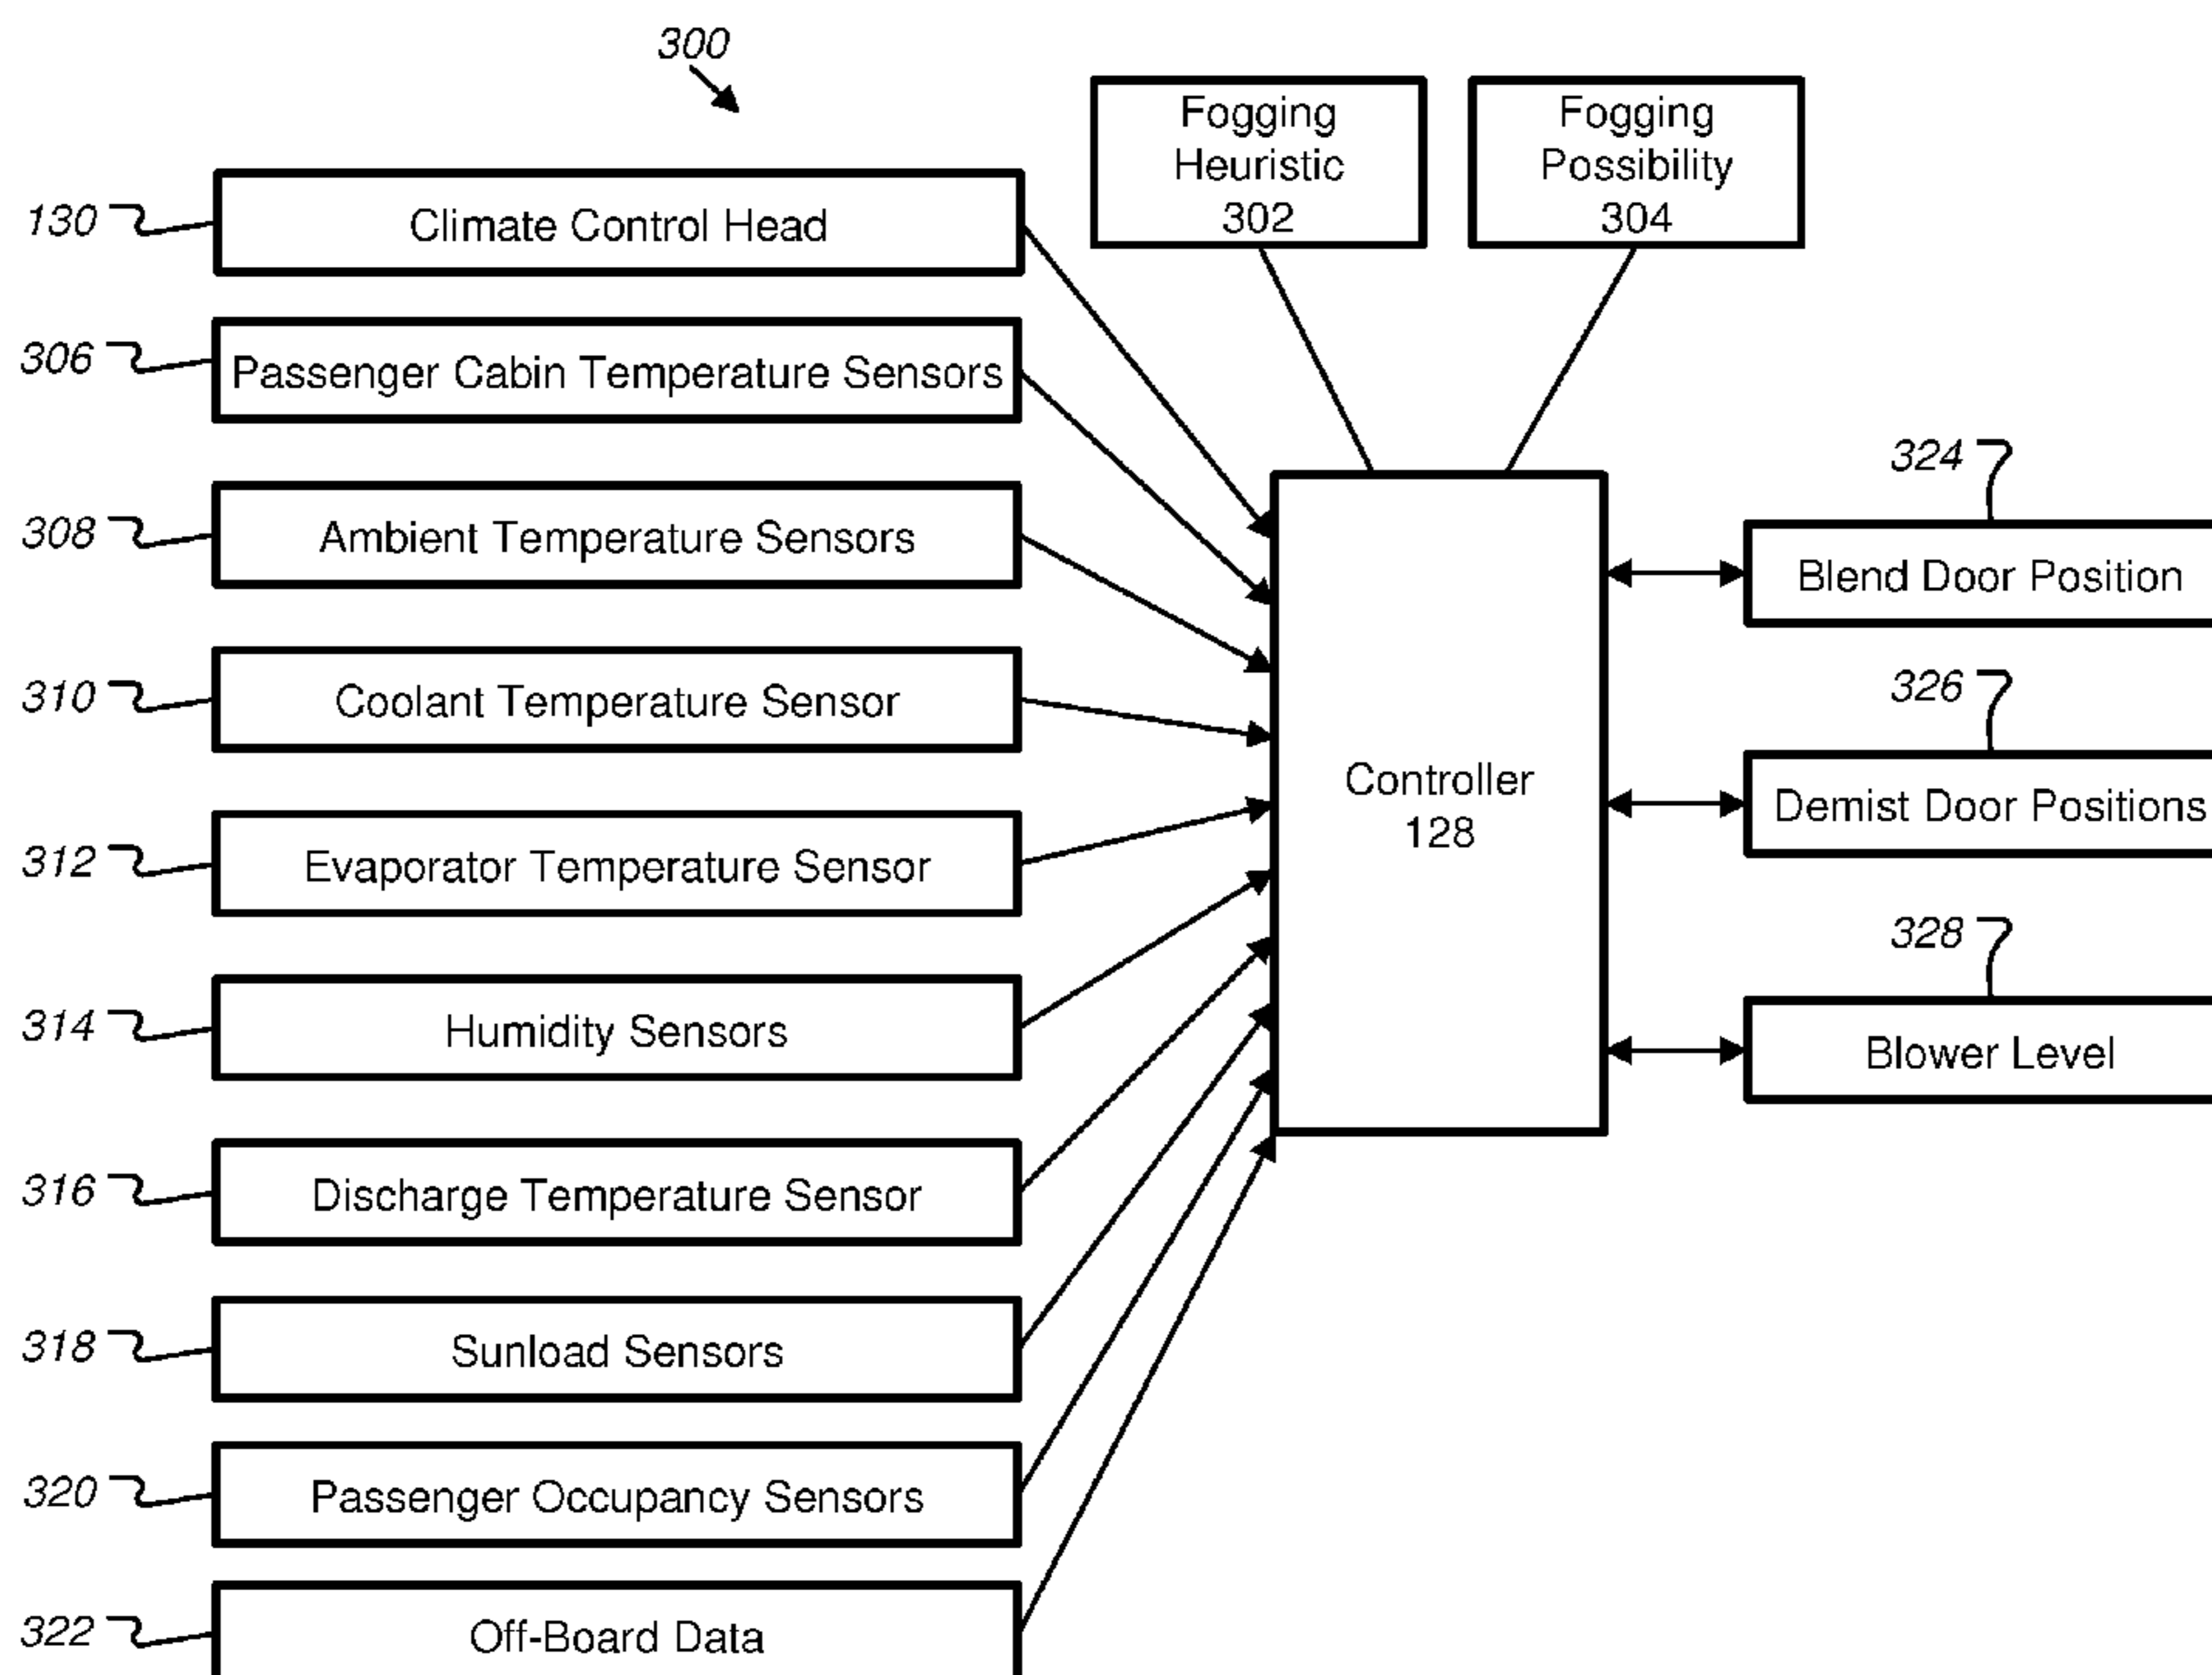 300
Fogging
Heuristic
302
Fogging
Possibility
304
130
Climate Control Head
306
Passenger Cabin Temperature Sensors
308
Ambient Temperature Sensors
310
Coolant Temperature Sensor
312
Evaporator Temperature Sensor
314
Humidity Sensors
316
Discharge Temperature Sensor
318
Sunload Sensors
320
Passenger Occupancy Sensors
322
Off-Board Data
Controller
128
324
Blend Door Position
326
Demist Door Positions
328
Blower Level